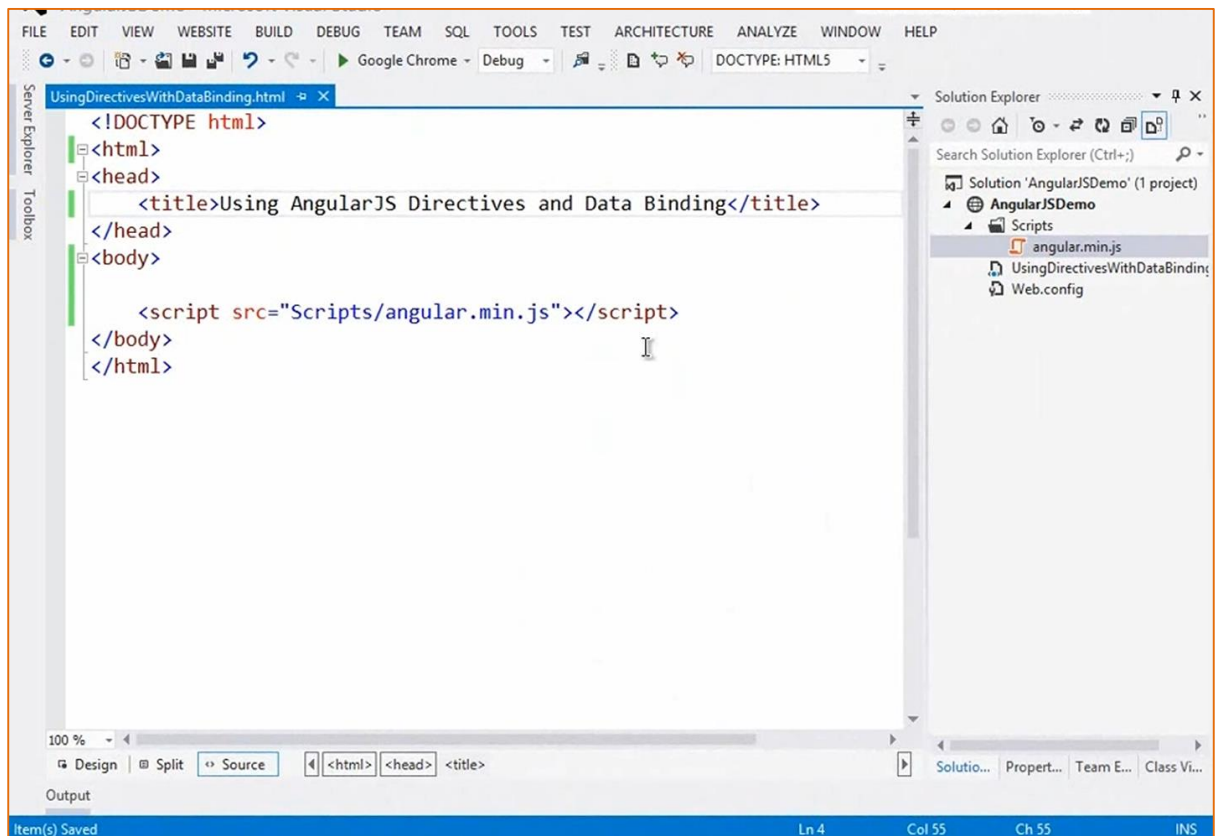 FILE EDIT VIEW WEBSITE BUILD DEBUG TEAM SQL TOOLS TEST ARCHITECTURE ANALYZE WINDOW HELP
Google Chrome Debug DOCTYPE: HTML5
Server Explorer
Toolbox
UsingDirectivesWithDataBinding.html
<!DOCTYPE html>
<html>
<head>
<title>Using AngularJS Directives and Data Binding</title>
</head>
<body>
<script src="Scripts/angular.min.js"></script>
</body>
</html>
100 %
Design Split Source <html> <head> <title>
Output
Solution Explorer
Search Solution Explorer (Ctrl+;)
Solution 'AngularJSDemo' (1 project)
AngularJSDemo
Scripts
angular.min.js
UsingDirectivesWithDataBinding
Web.config
Solutio... Propert... Team E... Class Vi...
Item(s) Saved Ln 4 Col 55 Ch 55 INS